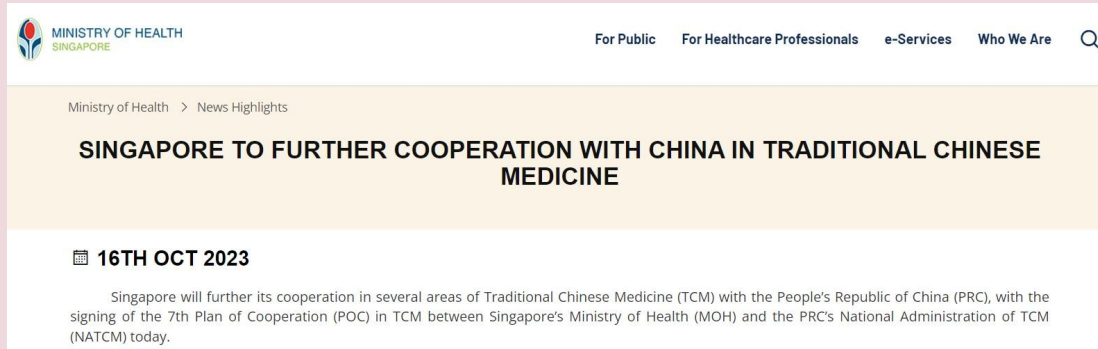 MINISTRY OF HEALTH
SINGAPORE
For Public For Healthcare Professionals e-Services Who We Are
Ministry of Health > News Highlights
SINGAPORE TO FURTHER COOPERATION WITH CHINA IN TRADITIONAL CHINESE
MEDICINE
16TH OCT 2023
Singapore will further its cooperation in several areas of Traditional Chinese Medicine (TCM) with the People's Republic of China (PRC), with the
signing of the 7th Plan of Cooperation (POC) in TCM between Singapore's Ministry of Health (MOH) and the PRC's National Administration of TCM
(NATCM) today.